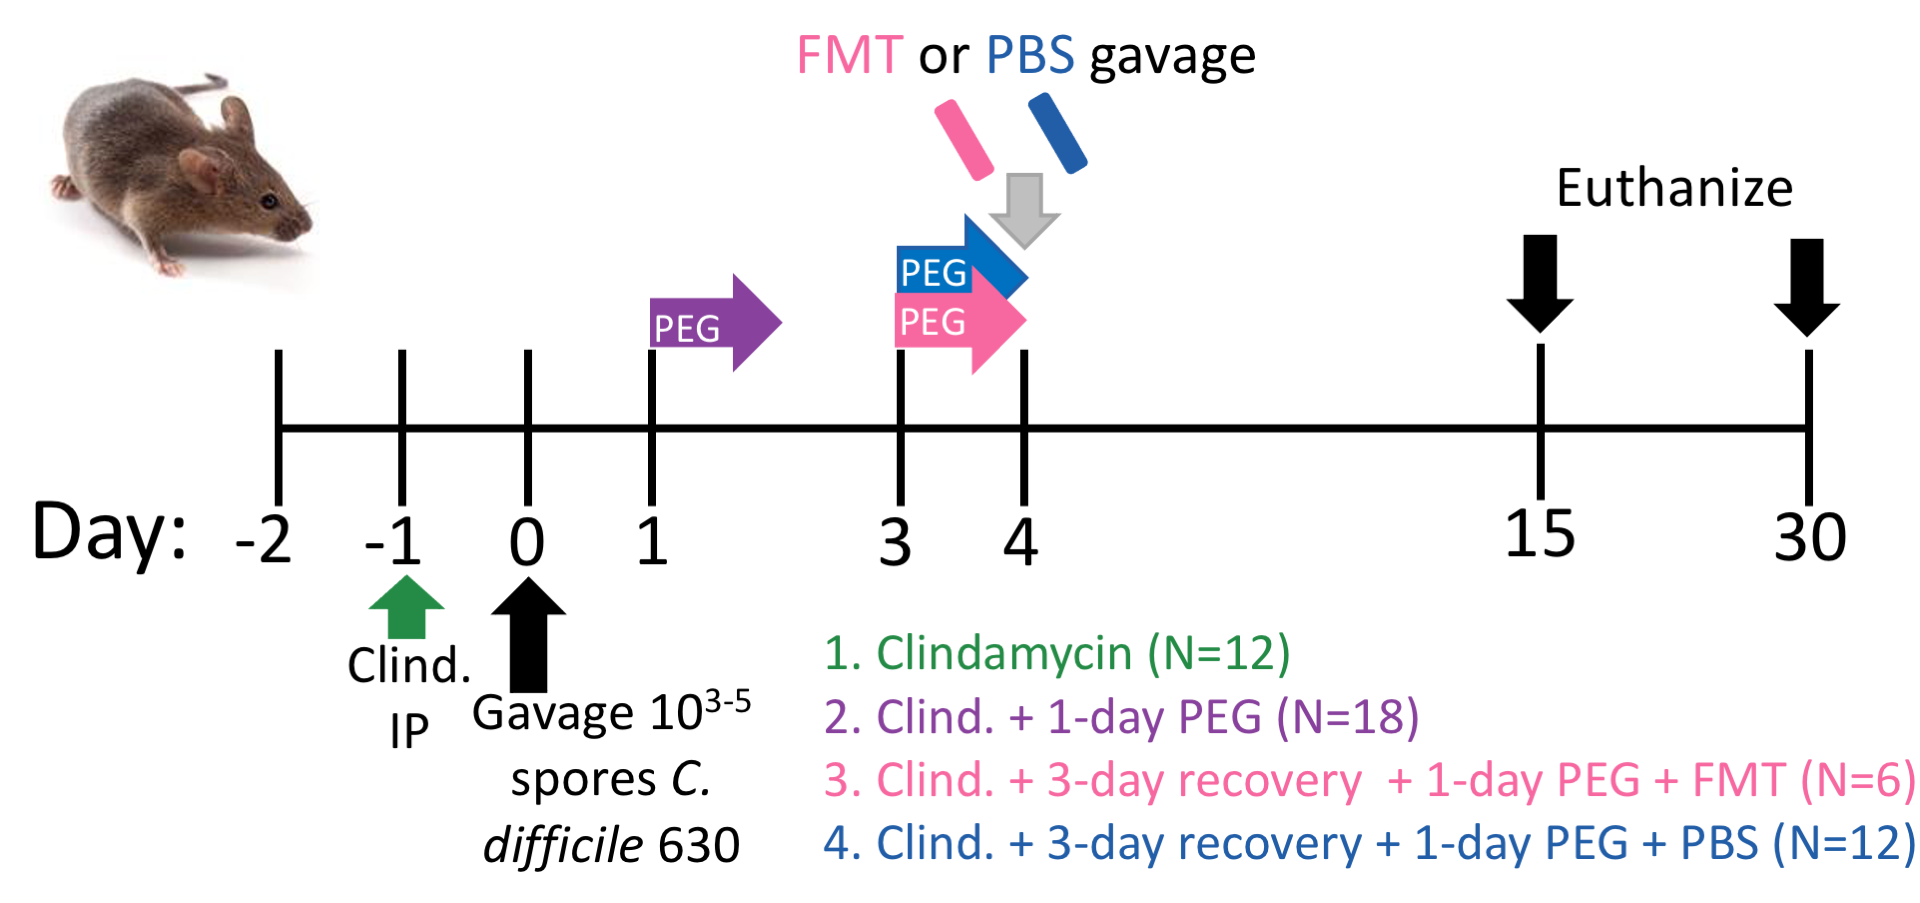 FMT or PBS gavage
Euthanize
PEG
PEG
PEG
Day: -2 -1 0 1 3 4 15 30
Clind.
IP
Gavage 10³⁻⁵
spores C.
difficile 630
1. Clindamycin (N=12)
2. Clind. + 1-day PEG (N=18)
3. Clind. + 3-day recovery + 1-day PEG + FMT (N=6)
4. Clind. + 3-day recovery + 1-day PEG + PBS (N=12)